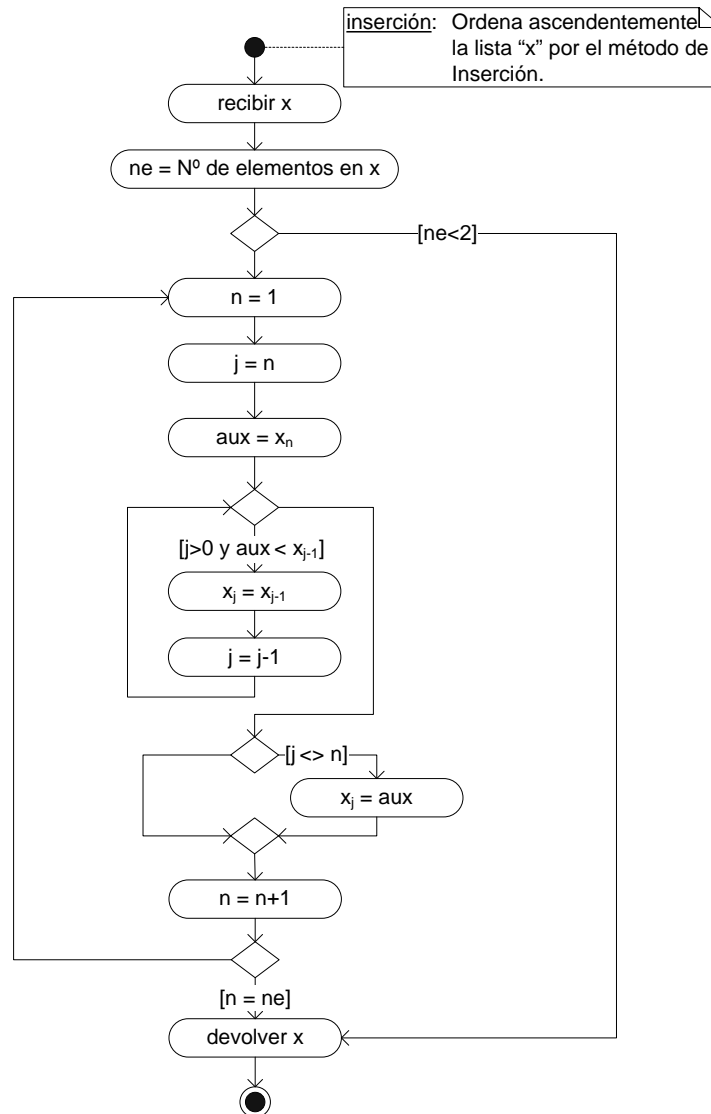 inserción: Ordena ascendentemente
la lista “x” por el método de
Inserción.
recibir x
ne = Nº de elementos en x
[ne<2]
n = 1
j = n
aux = xn
[j>0 y aux < xj-1]
xj = xj-1
j = j-1
[j <> n]
xj = aux
n = n+1
[n = ne]
devolver x